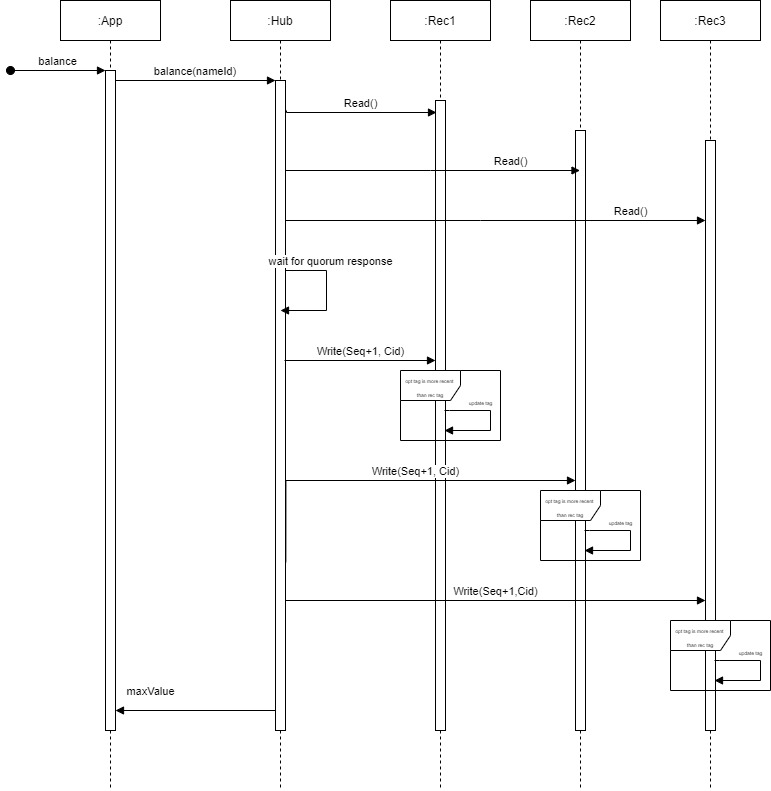 :App
:Hub
:Rec1
:Rec2
:Rec3
balance
balance(nameId)
Read()
Read()
Read()
wait for quorum response
Write(Seq+1, Cid)
opt tag is more recent
than rec tag
update tag
Write(Seq+1, Cid)
opt tag is more recent
than rec tag
update tag
Write(Seq+1,Cid)
opt tag is more recent
than rec tag
update tag
maxValue